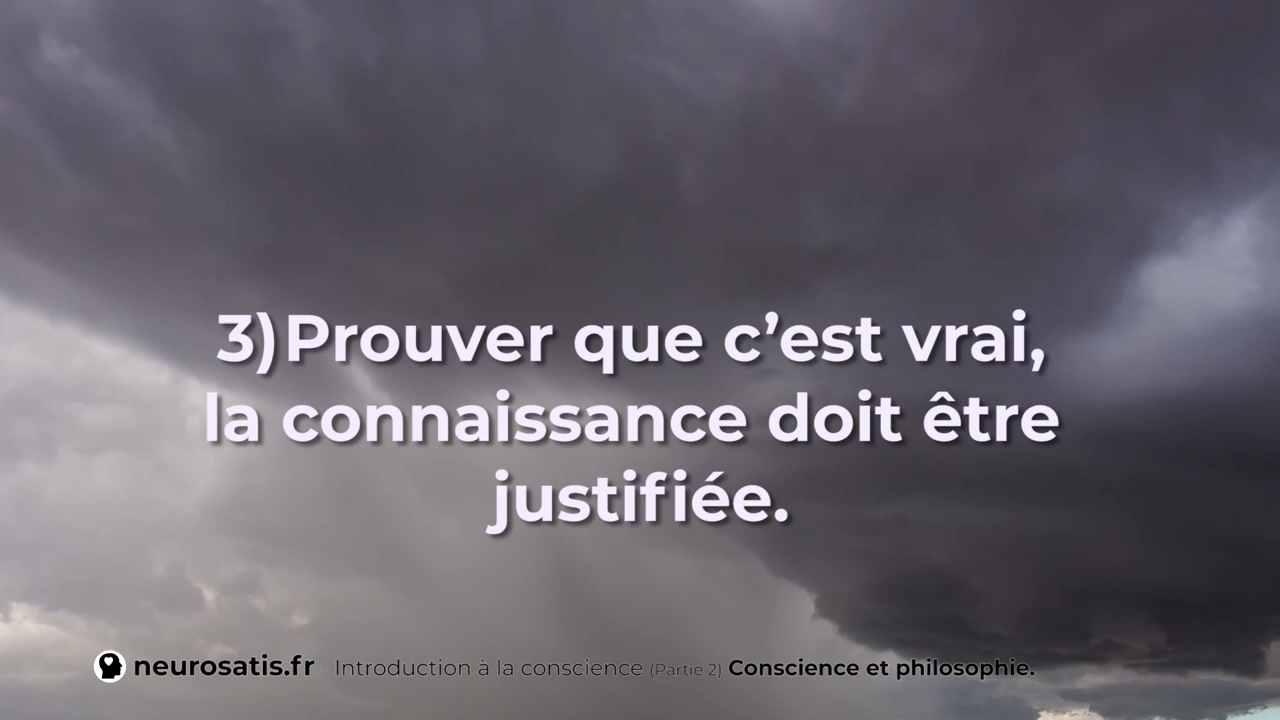 3) Prouver que c’est vrai,
la connaissance doit être
justifiée.
neurosatis.fr Introduction à la conscience (Partie 2) Conscience et philosophie.